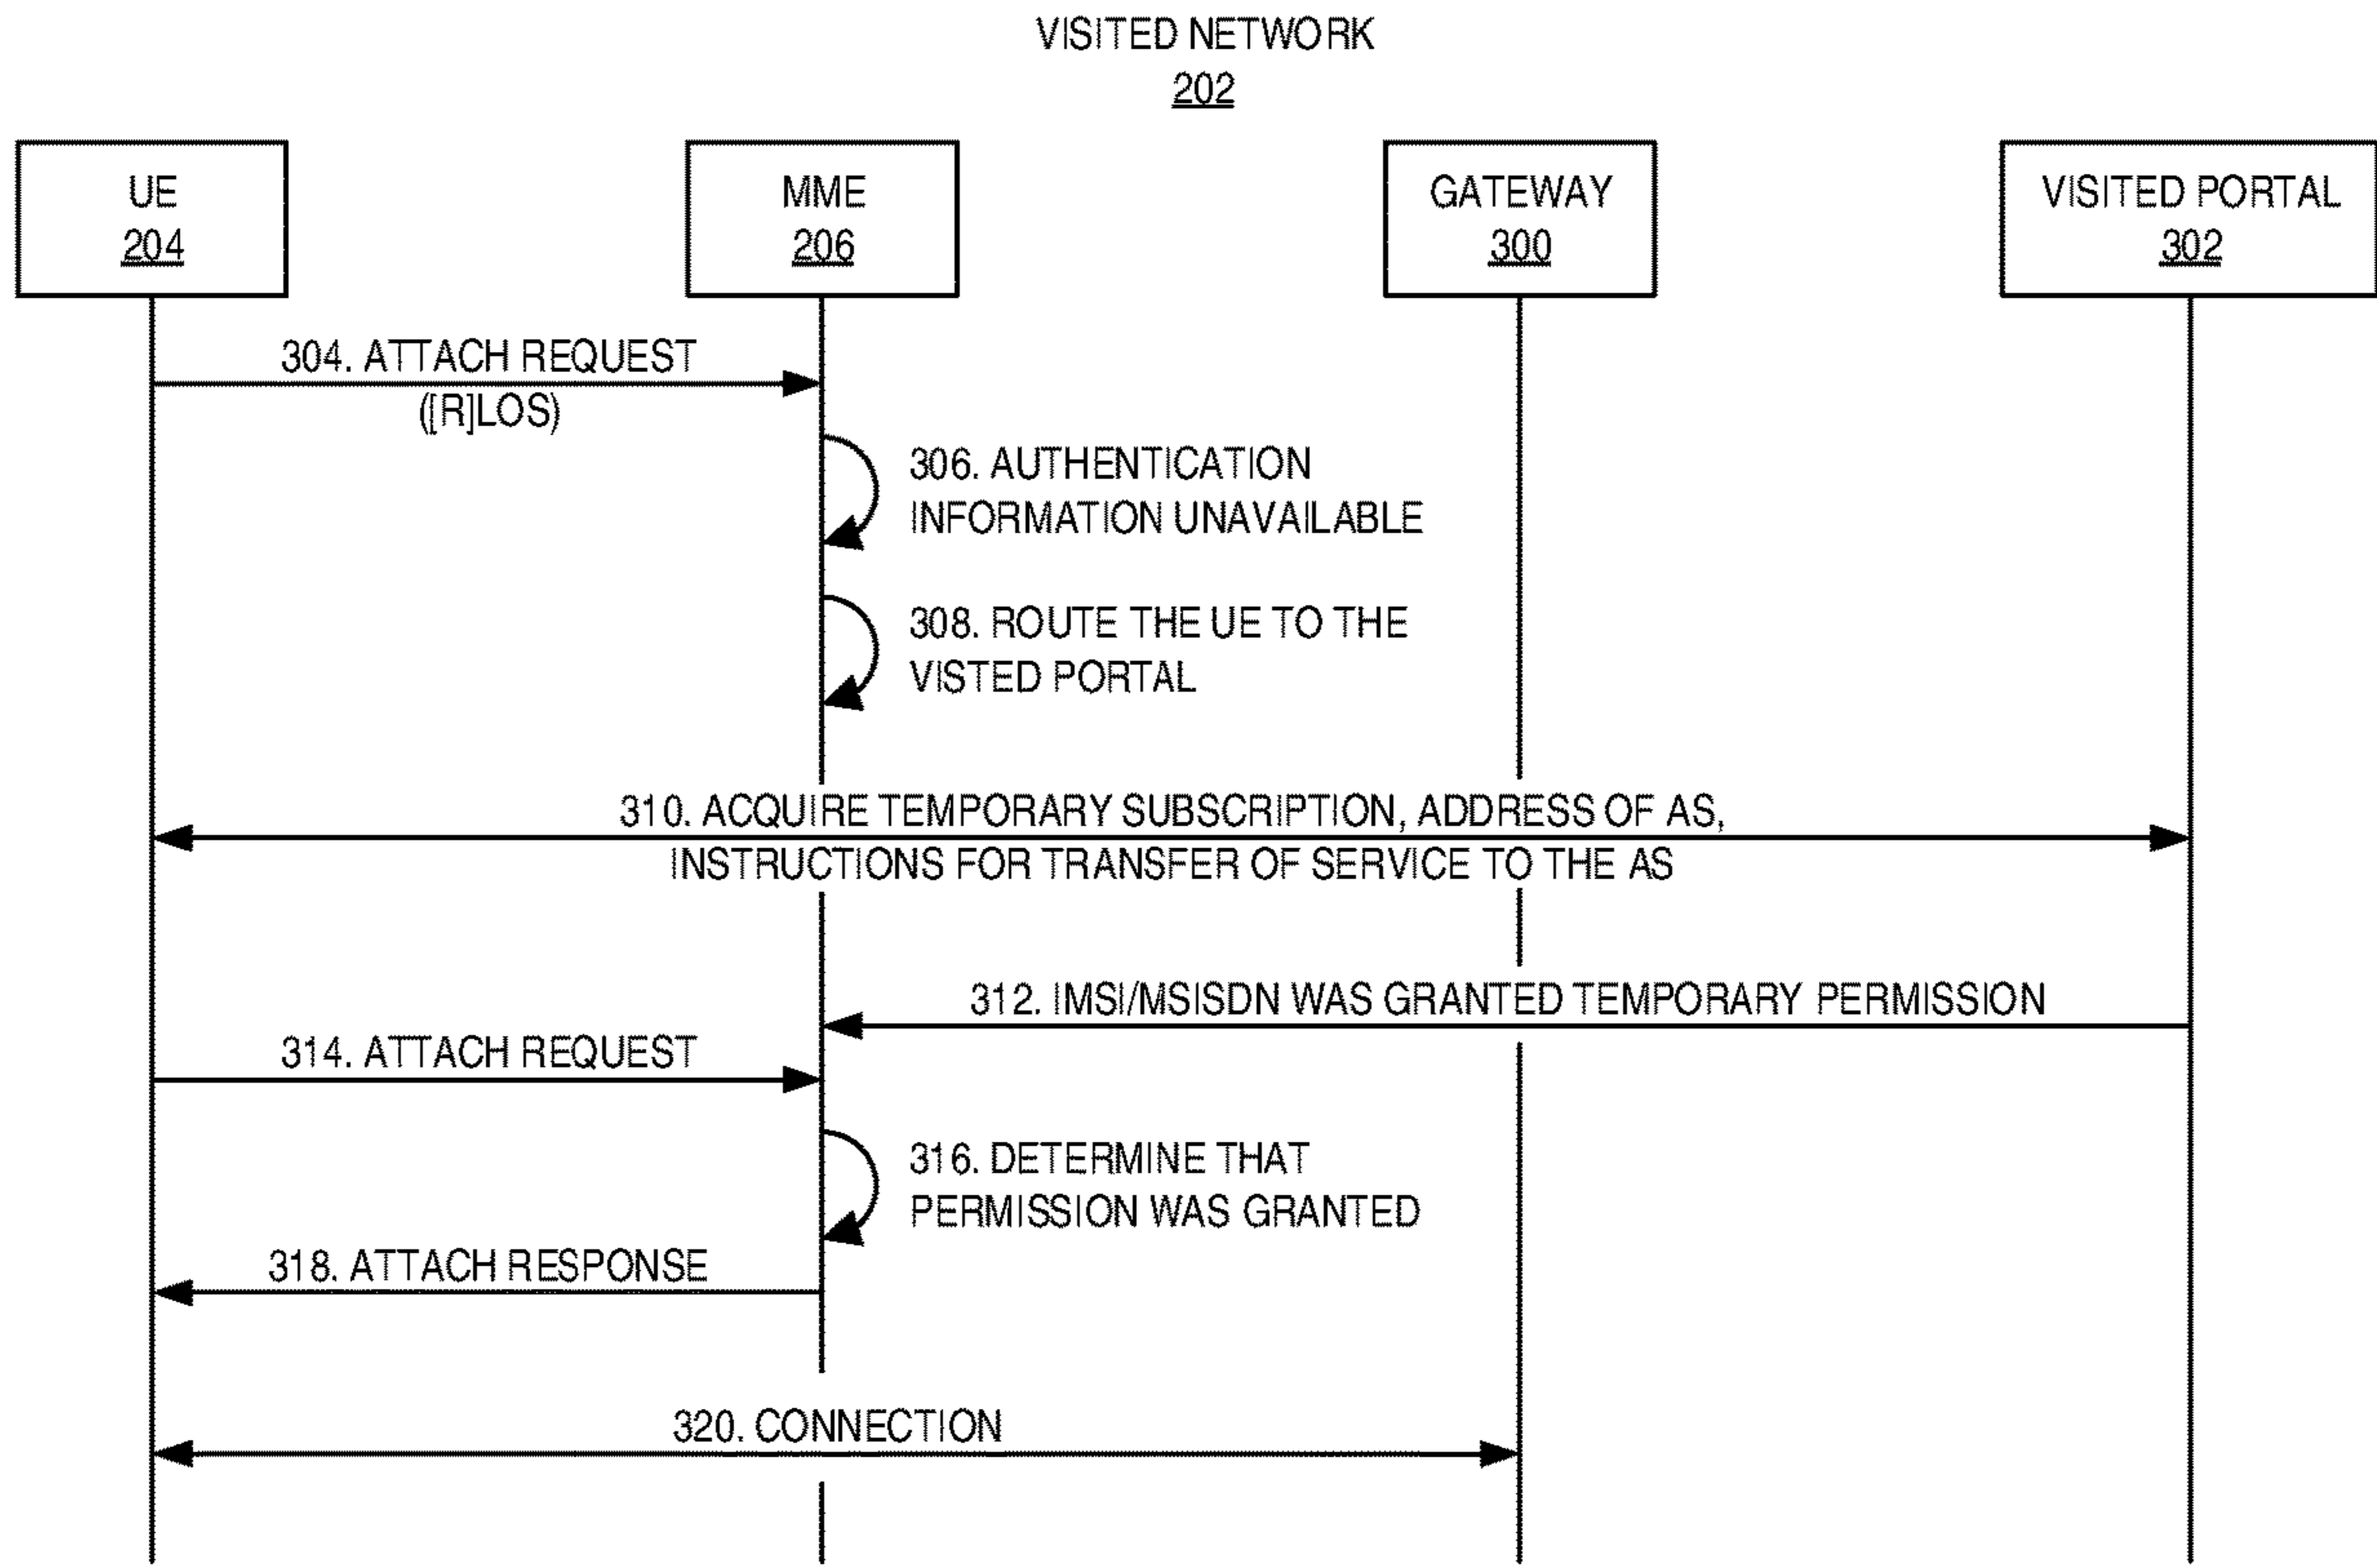 VISITED NETWORK
202
UE
204
MME
206
GATEWAY
300
VISITED PORTAL
302
304. ATTACH REQUEST
([R]LOS)
306. AUTHENTICATION
INFORMATION UNAVAILABLE
308. ROUTE THE UE TO THE
VISTED PORTAL
310. ACQUIRE TEMPORARY SUBSCRIPTION, ADDRESS OF AS,
INSTRUCTIONS FOR TRANSFER OF SERVICE TO THE AS
312. IMSI/MSISDN WAS GRANTED TEMPORARY PERMISSION
314. ATTACH REQUEST
316. DETERMINE THAT
PERMISSION WAS GRANTED
318. ATTACH RESPONSE
320. CONNECTION